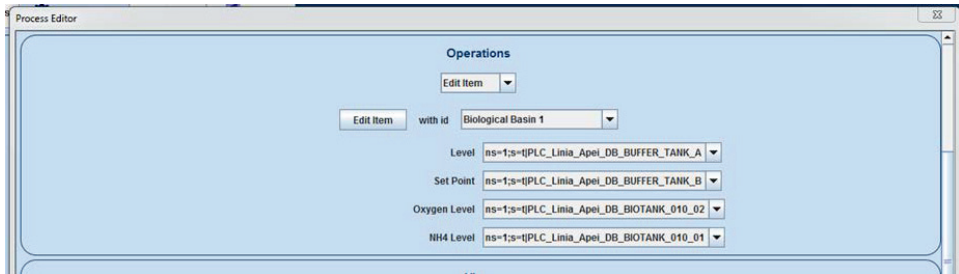 Process Editor
Operations
Edit Item
Edit Item with id Biological Basin 1
Level ns=1;s=t|PLC_Linia_Apei_DB_BUFFER_TANK_A
Set Point ns=1;s=t|PLC_Linia_Apei_DB_BUFFER_TANK_B
Oxygen Level ns=1;s=t|PLC_Linia_Apei_DB_BIOTANK_010_02
NH4 Level ns=1;s=t|PLC_Linia_Apei_DB_BIOTANK_010_01